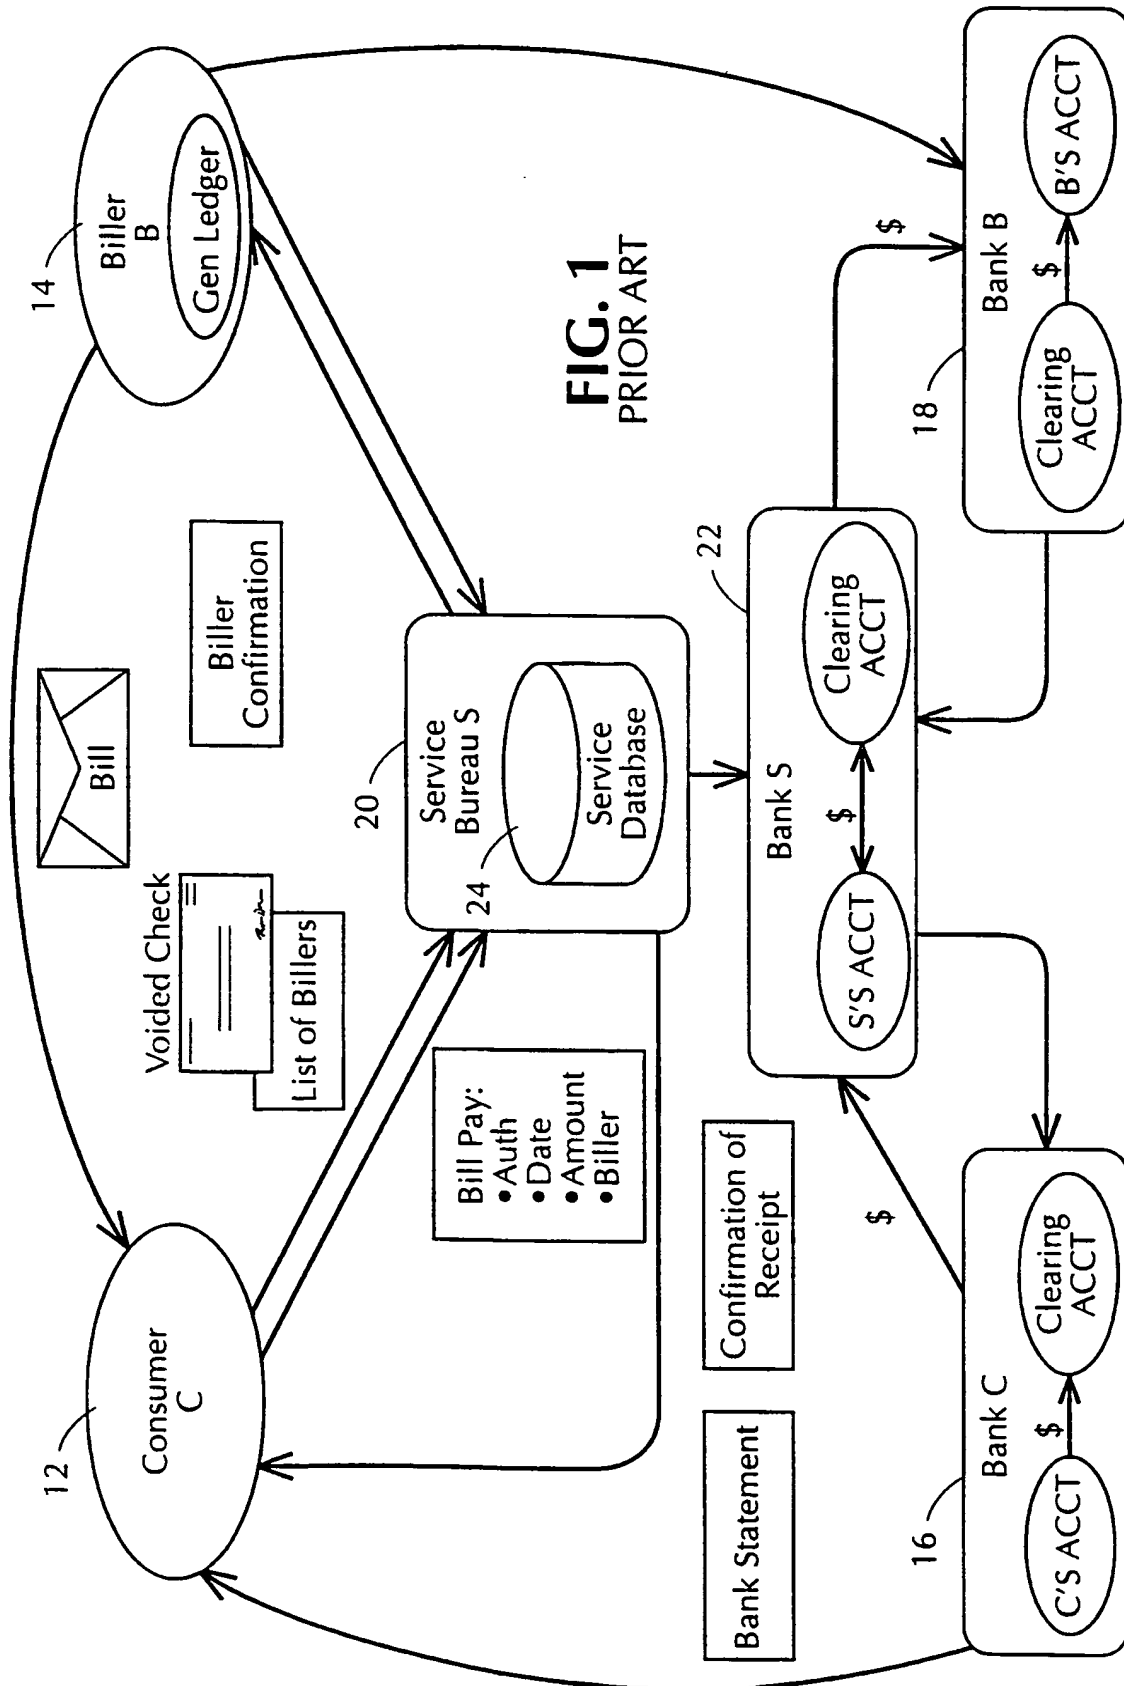 12
Consumer
C
Bill
14
Biller
B
Gen Ledger
Voided Check
List of Billers
Biller
Confirmation
Bill Pay:
•Auth
•Date
•Amount
•Biller
20
Service
Bureau S
24
Service
Database
FIG. 1
PRIOR ART
Bank Statement
Confirmation of
Receipt
$
22
Bank S
S'S ACCT
$
Clearing
ACCT
$
16
Bank C
C'S ACCT
$
Clearing
ACCT
18
Bank B
Clearing
ACCT
$
B'S ACCT